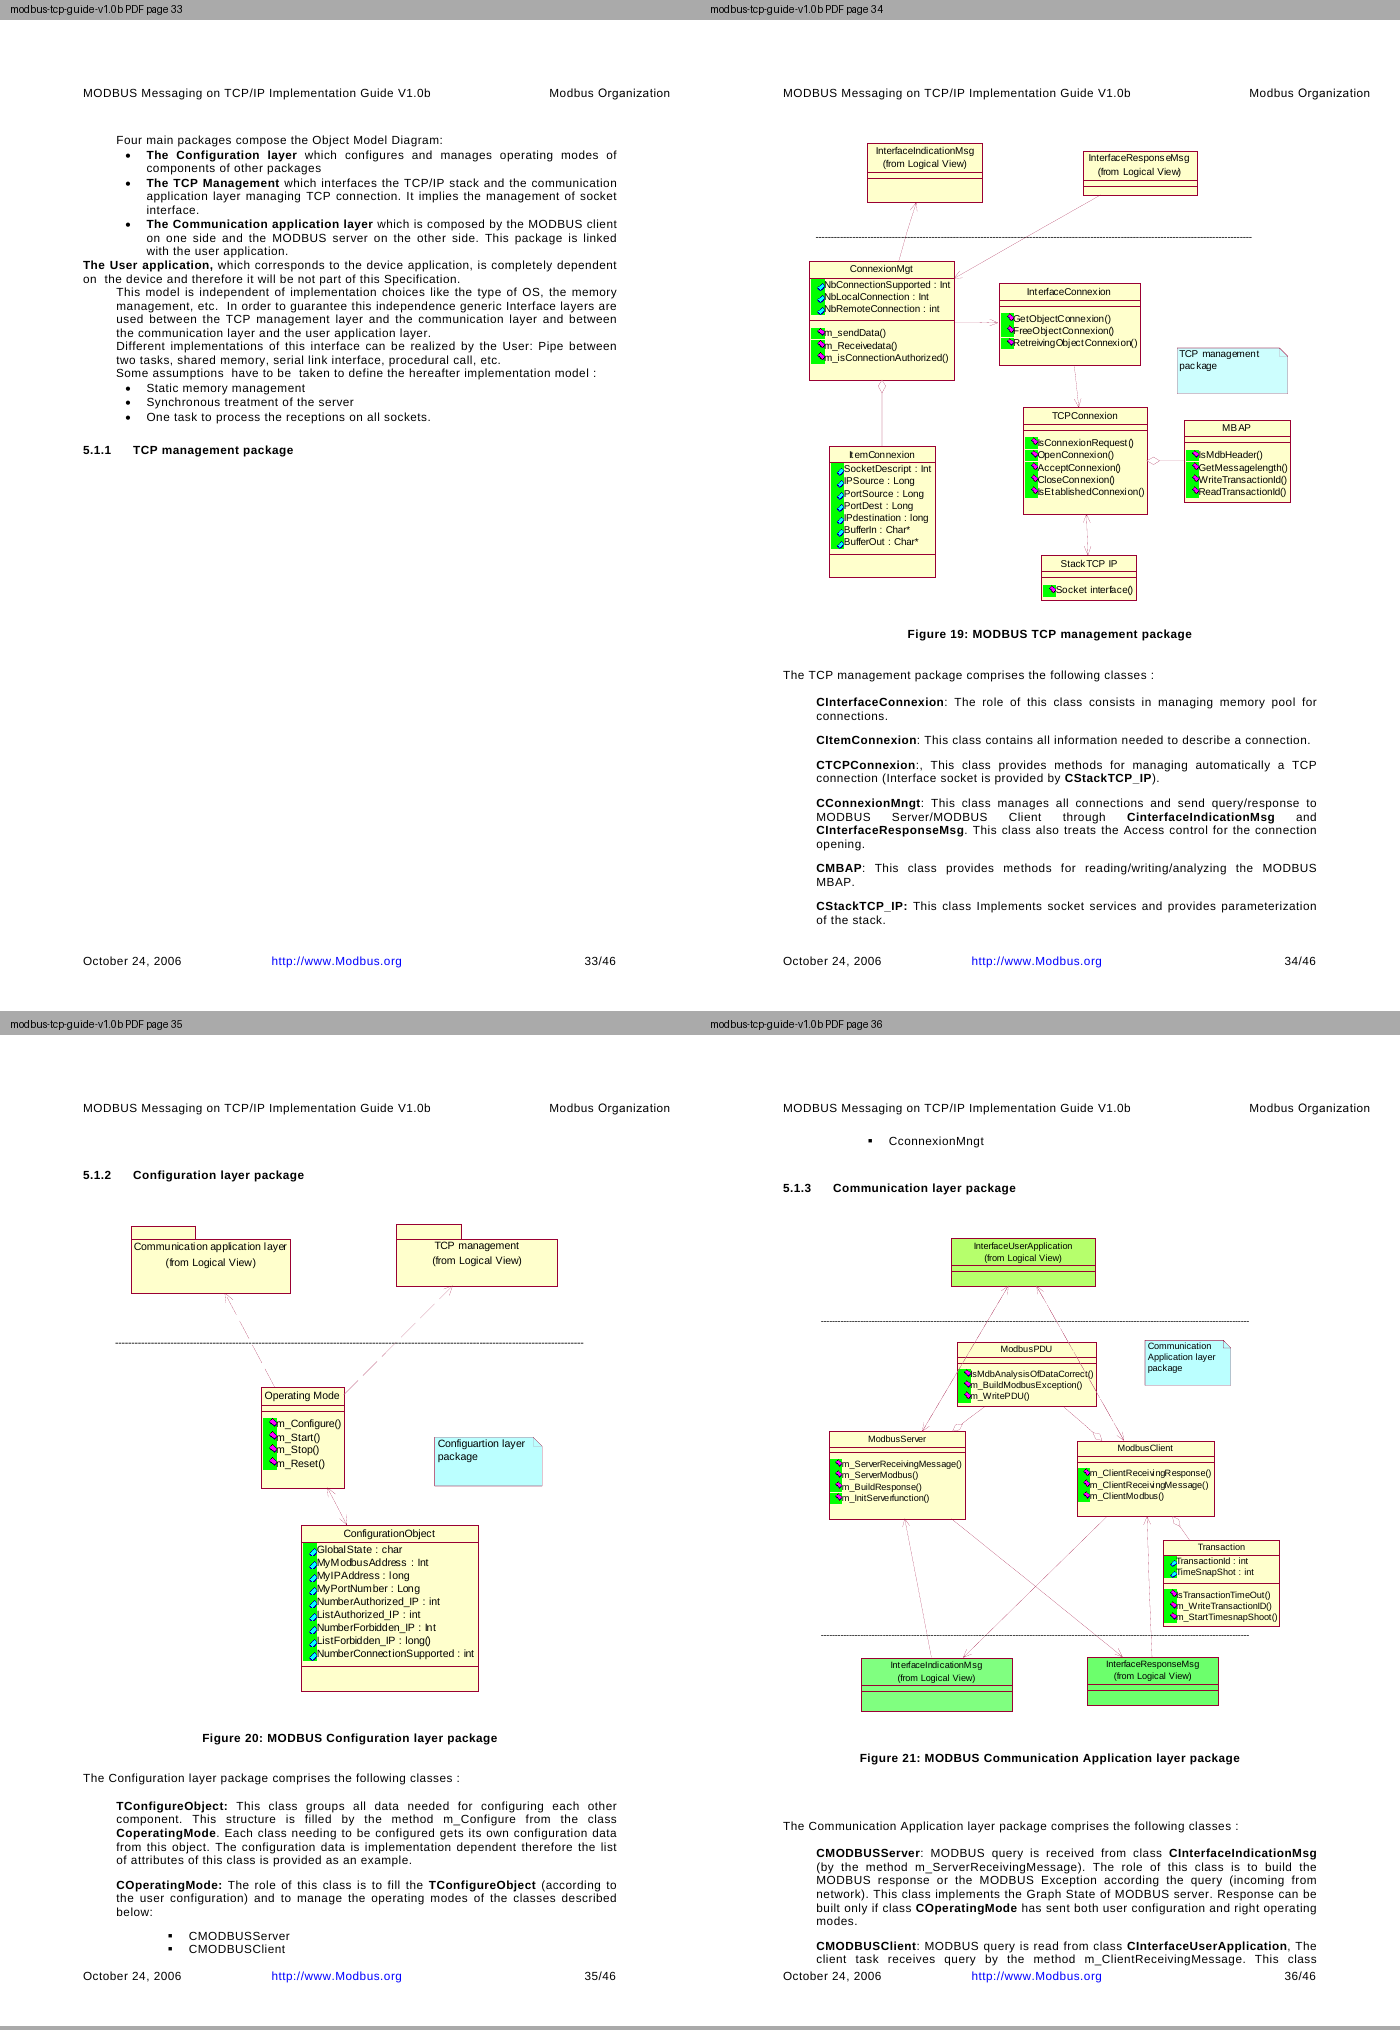 modbus-tcp-guide-v1.0b PDF page 33
MODBUS Messaging on TCP/IP Implementation Guide V1.0b Modbus Organization
Four main packages compose the Object Model Diagram:
• The Configuration layer which configures and manages operating modes of
components of other packages
• The TCP Management which interfaces the TCP/IP stack and the communication
application layer managing TCP connection. It implies the management of socket
interface.
• The Communication application layer which is composed by the MODBUS client
on one side and the MODBUS server on the other side. This package is linked
with the user application.
The User application, which corresponds to the device application, is completely dependent
on the device and therefore it will be not part of this Specification.
This model is independent of implementation choices like the type of OS, the memory
management, etc. In order to guarantee this independence generic Interface layers are
used between the TCP management layer and the communication layer and between
the communication layer and the user application layer.
Different implementations of this interface can be realized by the User: Pipe between
two tasks, shared memory, serial link interface, procedural call, etc.
Some assumptions have to be taken to define the hereafter implementation model :
• Static memory management
• Synchronous treatment of the server
• One task to process the receptions on all sockets.
5.1.1 TCP management package
October 24, 2006 http://www.Modbus.org 33/46
modbus-tcp-guide-v1.0b PDF page 34
MODBUS Messaging on TCP/IP Implementation Guide V1.0b Modbus Organization
InterfaceIndicationMsg
(from Logical View)
InterfaceResponseMsg
(from Logical View)
ConnexionMgt
NbConnectionSupported : Int
NbLocalConnection : Int
NbRemoteConnection : int
m_sendData()
m_Receivedata()
m_isConnectionAuthorized()
InterfaceConnexion
GetObjectConnexion()
FreeObjectConnexion()
RetreivingObjectConnexion()
TCP management
package
TCPConnexion
IsConnexionRequest()
OpenConnexion()
AcceptConnexion()
CloseConnexion()
IsEtablishedConnexion()
MBAP
IsMdbHeader()
GetMessagelength()
WriteTransactionId()
ReadTransactionId()
ItemConnexion
SocketDescript : Int
IPSource : Long
PortSource : Long
PortDest : Long
IPdestination : long
BufferIn : Char*
BufferOut : Char*
StackTCP IP
Socket interface()
Figure 19: MODBUS TCP management package
The TCP management package comprises the following classes :
CInterfaceConnexion: The role of this class consists in managing memory pool for
connections.
CItemConnexion: This class contains all information needed to describe a connection.
CTCPConnexion:, This class provides methods for managing automatically a TCP
connection (Interface socket is provided by CStackTCP_IP).
CConnexionMngt: This class manages all connections and send query/response to
MODBUS Server/MODBUS Client through CinterfaceIndicationMsg and
CInterfaceResponseMsg. This class also treats the Access control for the connection
opening.
CMBAP: This class provides methods for reading/writing/analyzing the MODBUS
MBAP.
CStackTCP_IP: This class Implements socket services and provides parameterization
of the stack.
October 24, 2006 http://www.Modbus.org 34/46
modbus-tcp-guide-v1.0b PDF page 35
MODBUS Messaging on TCP/IP Implementation Guide V1.0b Modbus Organization
5.1.2 Configuration layer package
Communication application layer
(from Logical View)
TCP management
(from Logical View)
Operating Mode
m_Configure()
m_Start()
m_Stop()
m_Reset()
Configuartion layer
package
ConfigurationObject
GlobalState : char
MyModbusAddress : Int
MyIPAddress : long
MyPortNumber : Long
NumberAuthorized_IP : int
ListAuthorized_IP : int
NumberForbidden_IP : Int
ListForbidden_IP : long()
NumberConnectionSupported : int
Figure 20: MODBUS Configuration layer package
The Configuration layer package comprises the following classes :
TConfigureObject: This class groups all data needed for configuring each other
component. This structure is filled by the method m_Configure from the class
CoperatingMode. Each class needing to be configured gets its own configuration data
from this object. The configuration data is implementation dependent therefore the list
of attributes of this class is provided as an example.
COperatingMode: The role of this class is to fill the TConfigureObject (according to
the user configuration) and to manage the operating modes of the classes described
below:
▪ CMODBUSServer
▪ CMODBUSClient
October 24, 2006 http://www.Modbus.org 35/46
modbus-tcp-guide-v1.0b PDF page 36
MODBUS Messaging on TCP/IP Implementation Guide V1.0b Modbus Organization
▪ CconnexionMngt
5.1.3 Communication layer package
InterfaceUserApplication
(from Logical View)
ModbusPDU
IsMdbAnalysisOfDataCorrect()
m_BuildModbusException()
m_WritePDU()
Communication
Application layer
package
ModbusServer
m_ServerReceivingMessage()
m_ServerModbus()
m_BuildResponse()
m_InitServerfunction()
ModbusClient
m_ClientReceivingResponse()
m_ClientReceivingMessage()
m_ClientModbus()
Transaction
TransactionId : int
TimeSnapShot : int
IsTransactionTimeOut()
m_WriteTransactionID()
m_StartTimesnapShoot()
InterfaceIndicationMsg
(from Logical View)
InterfaceResponseMsg
(from Logical View)
Figure 21: MODBUS Communication Application layer package
The Communication Application layer package comprises the following classes :
CMODBUSServer: MODBUS query is received from class CInterfaceIndicationMsg
(by the method m_ServerReceivingMessage). The role of this class is to build the
MODBUS response or the MODBUS Exception according the query (incoming from
network). This class implements the Graph State of MODBUS server. Response can be
built only if class COperatingMode has sent both user configuration and right operating
modes.
CMODBUSClient: MODBUS query is read from class CInterfaceUserApplication, The
client task receives query by the method m_ClientReceivingMessage. This class
October 24, 2006 http://www.Modbus.org 36/46